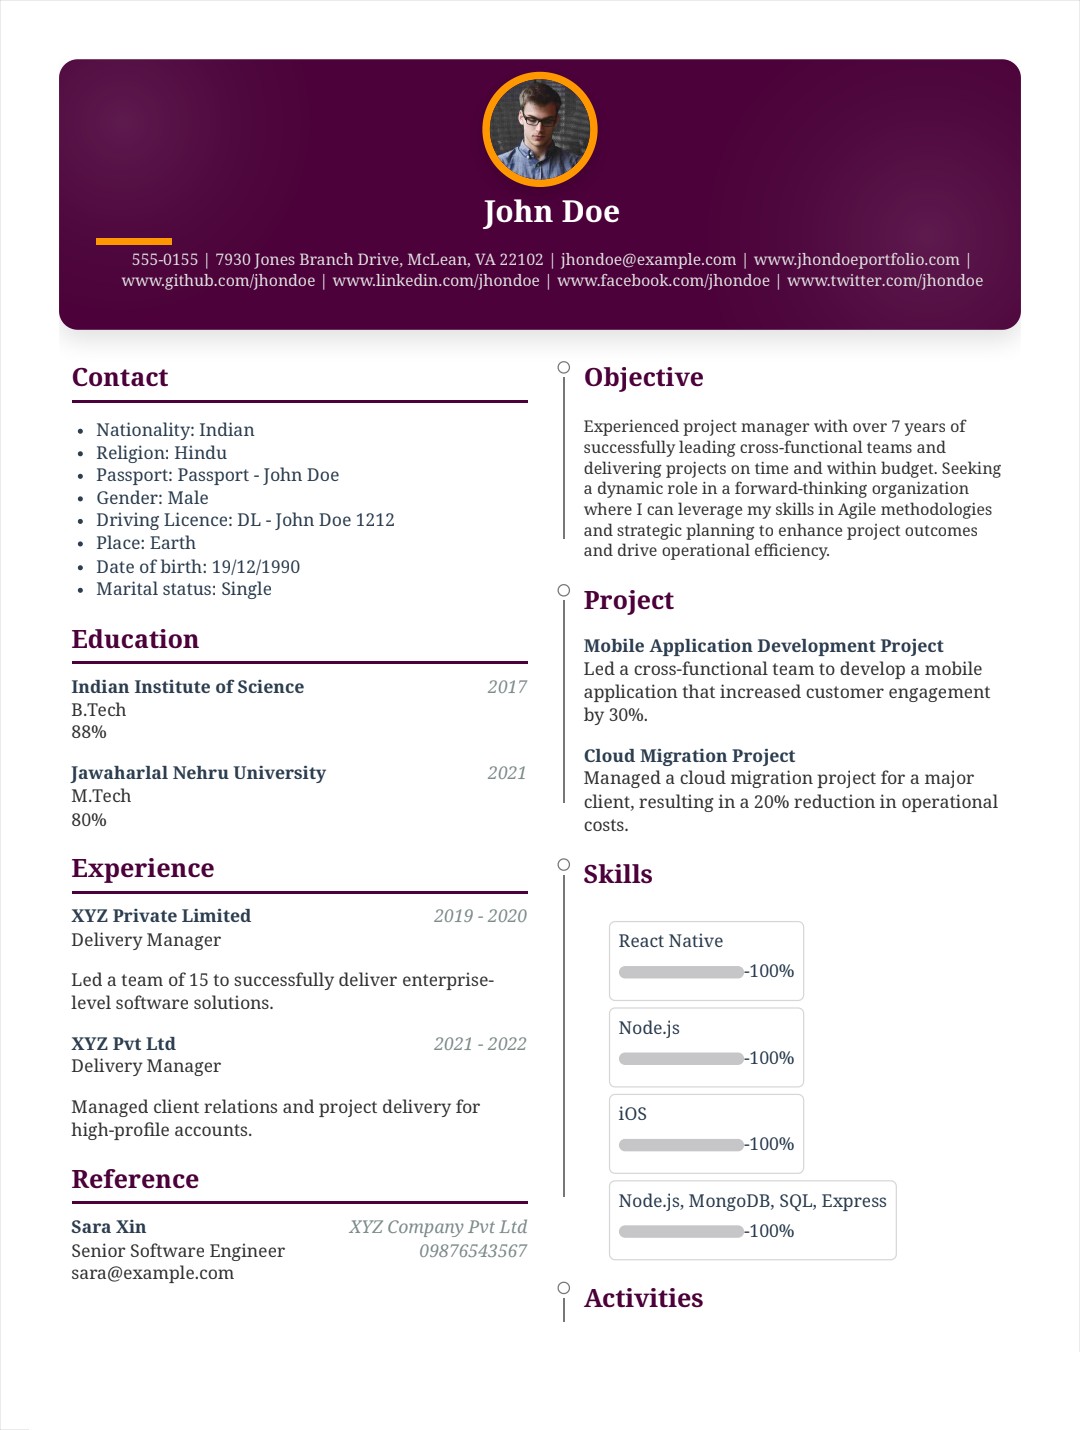 John Doe
555-0155 | 7930 Jones Branch Drive, McLean, VA 22102 | jhondoe@example.com | www.jhondoeportfolio.com |
www.github.com/jhondoe | www.linkedin.com/jhondoe | www.facebook.com/jhondoe | www.twitter.com/jhondoe
Contact
• Nationality: Indian
• Religion: Hindu
• Passport: Passport - John Doe
• Gender: Male
• Driving Licence: DL - John Doe 1212
• Place: Earth
• Date of birth: 19/12/1990
• Marital status: Single
Education
Indian Institute of Science 2017
B.Tech
88%
Jawaharlal Nehru University 2021
M.Tech
80%
Experience
XYZ Private Limited 2019 - 2020
Delivery Manager
Led a team of 15 to successfully deliver enterprise-
level software solutions.
XYZ Pvt Ltd 2021 - 2022
Delivery Manager
Managed client relations and project delivery for
high-profile accounts.
Reference
Sara Xin XYZ Company Pvt Ltd
Senior Software Engineer 09876543567
sara@example.com
Objective
Experienced project manager with over 7 years of
successfully leading cross-functional teams and
delivering projects on time and within budget. Seeking
a dynamic role in a forward-thinking organization
where I can leverage my skills in Agile methodologies
and strategic planning to enhance project outcomes
and drive operational efficiency.
Project
Mobile Application Development Project
Led a cross-functional team to develop a mobile
application that increased customer engagement
by 30%.
Cloud Migration Project
Managed a cloud migration project for a major
client, resulting in a 20% reduction in operational
costs.
Skills
React Native
-100%
Node.js
-100%
iOS
-100%
Node.js, MongoDB, SQL, Express
-100%
Activities